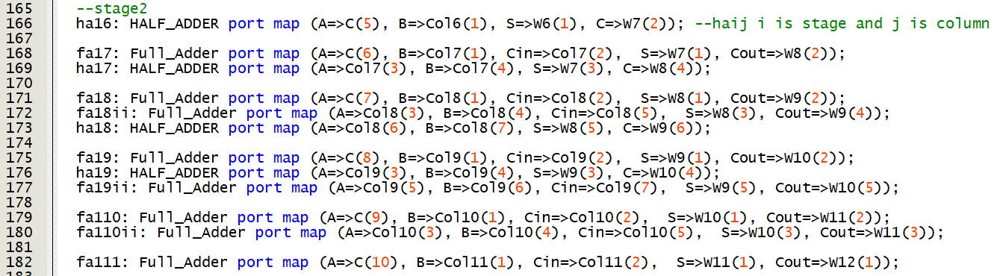 165 --stage2
166 ha16: HALF_ADDER port map (A=>C(5), B=>Col6(1), S=>W6(1), C=>W7(2)); --haij i is stage and j is column
167
168 fa17: Full_Adder port map (A=>C(6), B=>Col7(1), Cin=>Col7(2),  S=>W7(1), Cout=>W8(2));
169 ha17: HALF_ADDER port map (A=>Col7(3), B=>Col7(4), S=>W7(3), C=>W8(4));
170
171 fa18: Full_Adder port map (A=>C(7), B=>Col8(1), Cin=>Col8(2),  S=>W8(1), Cout=>W9(2));
172 fa18ii: Full_Adder port map (A=>Col8(3), B=>Col8(4), Cin=>Col8(5),  S=>W8(3), Cout=>W9(4));
173 ha18: HALF_ADDER port map (A=>Col8(6), B=>Col8(7), S=>W8(5), C=>W9(6));
174
175 fa19: Full_Adder port map (A=>C(8), B=>Col9(1), Cin=>Col9(2),  S=>W9(1), Cout=>W10(2));
176 ha19: HALF_ADDER port map (A=>Col9(3), B=>Col9(4), S=>W9(3), C=>W10(4));
177 fa19ii: Full_Adder port map (A=>Col9(5), B=>Col9(6), Cin=>Col9(7),  S=>W9(5), Cout=>W10(5));
178
179 fa110: Full_Adder port map (A=>C(9), B=>Col10(1), Cin=>Col10(2),  S=>W10(1), Cout=>W11(2));
180 fa110ii: Full_Adder port map (A=>Col10(3), B=>Col10(4), Cin=>Col10(5),  S=>W10(3), Cout=>W11(3));
181
182 fa111: Full_Adder port map (A=>C(10), B=>Col11(1), Cin=>Col11(2),  S=>W11(1), Cout=>W12(1));